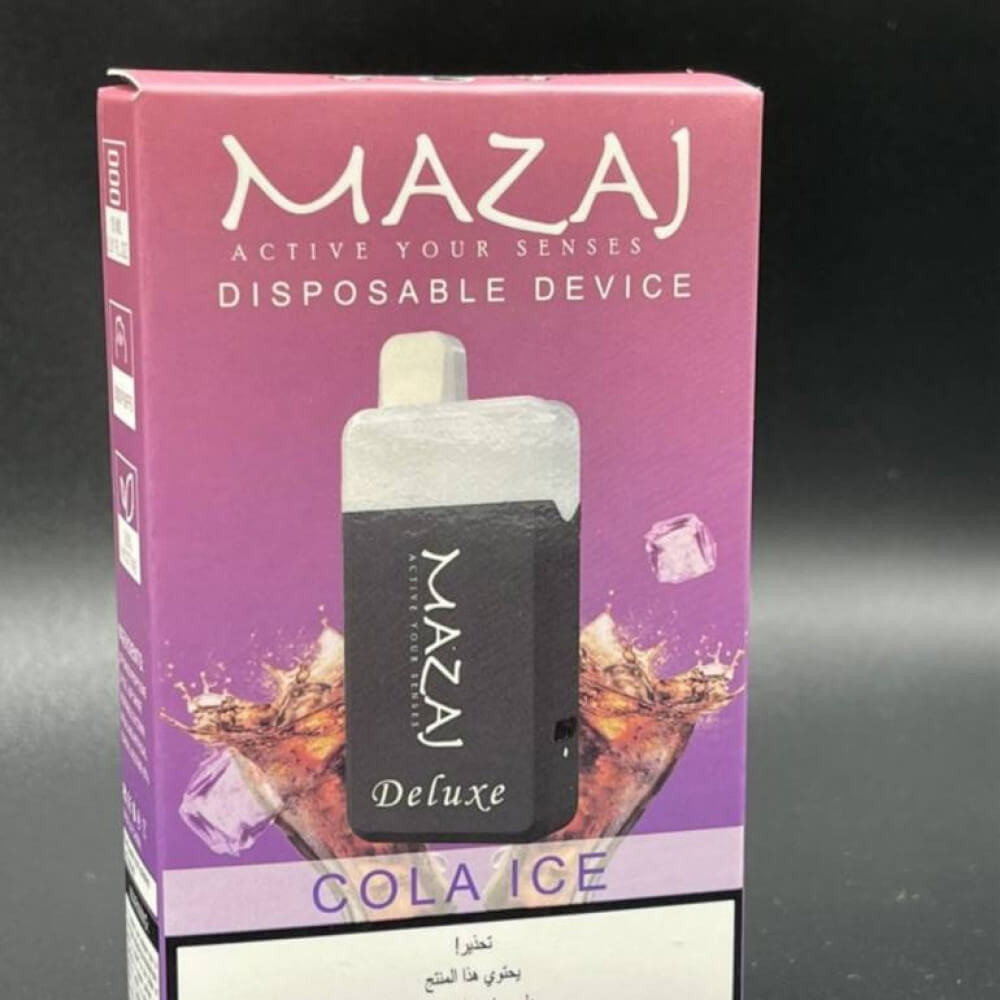 MAZAJ
ACTIVE YOUR SENSES
DISPOSABLE DEVICE
MAZAJ
ACTIVE YOUR SENSES
Deluxe
COLA ICE
تحذير!
يحتوي هذا المنتج